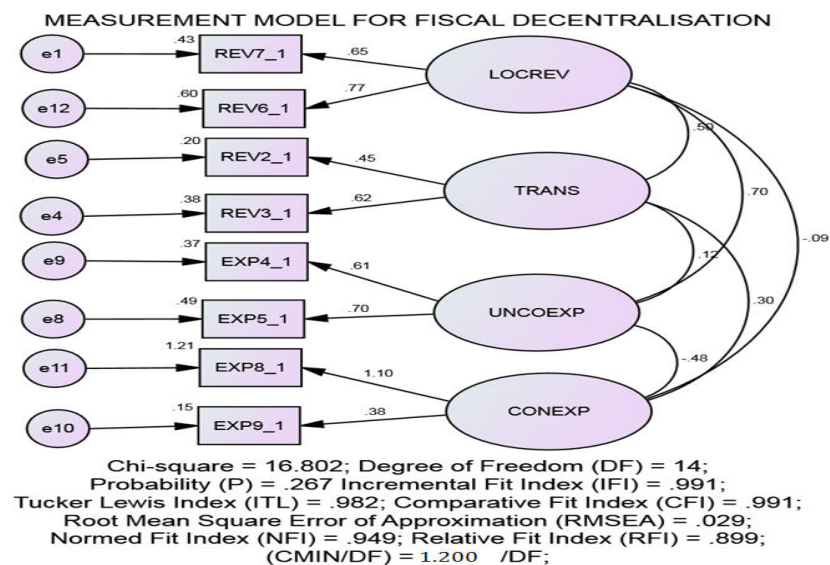 MEASUREMENT MODEL FOR FISCAL DECENTRALISATION
e1 .43 REV7_1 .65 LOCREV
e12 .60 REV6_1 .77
e5 .20 REV2_1 .45 TRANS .50
e4 .38 REV3_1 .62 .70
e9 .37 EXP4_1 .61 .12 -.09
e8 .49 EXP5_1 .70 UNCOEXP .30
e11 1.21 EXP8_1 1.10 -.48
e10 .15 EXP9_1 .38 CONEXP
Chi-square = 16.802; Degree of Freedom (DF) = 14;
Probability (P) = .267 Incremental Fit Index (IFI) = .991;
Tucker Lewis Index (ITL) = .982; Comparative Fit Index (CFI) = .991;
Root Mean Square Error of Approximation (RMSEA) = .029;
Normed Fit Index (NFI) = .949; Relative Fit Index (RFI) = .899;
(CMIN/DF) = 1.200 /DF;